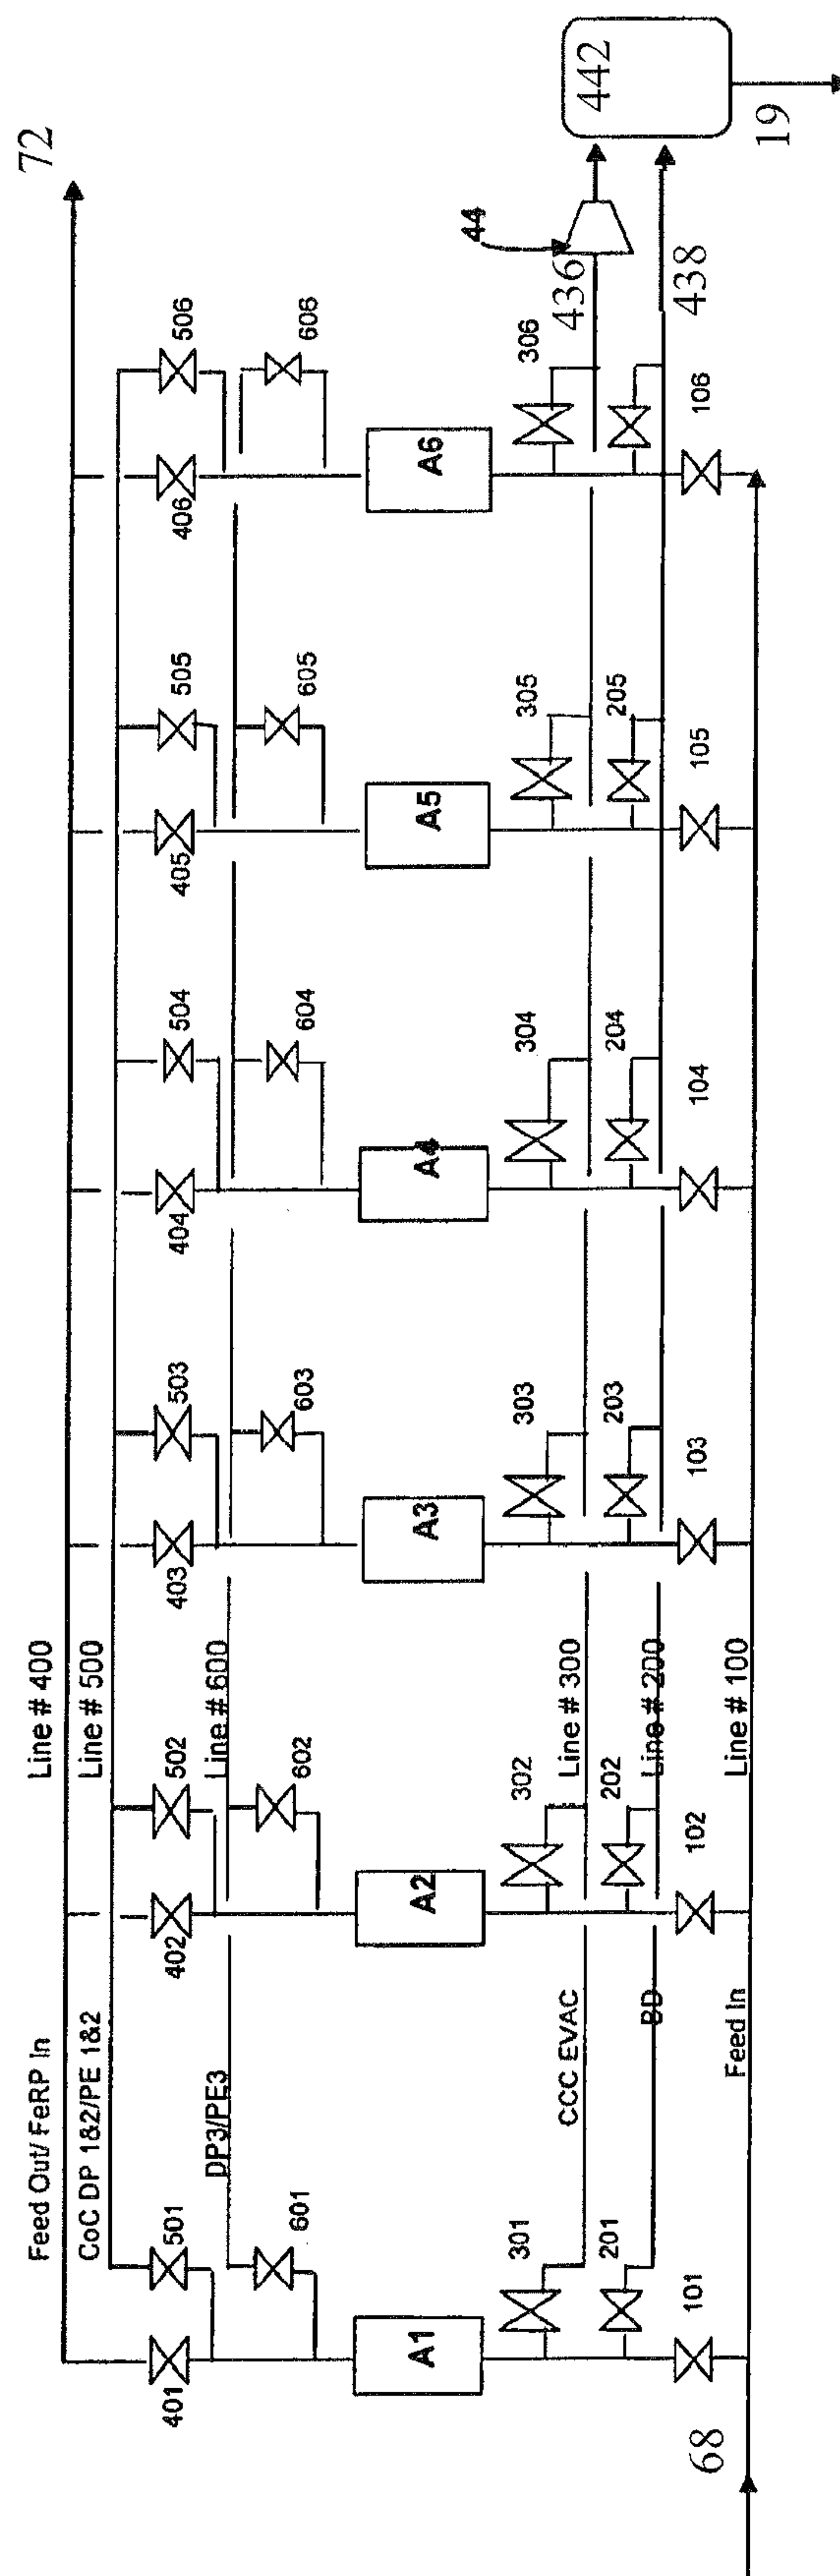 Feed Out/ FeRP In
Line # 400
72
CoC DP 1&2/PE 1&2
Line # 500
501
502
503
504
505
506
401
402
403
404
405
406
DP3/PE3
Line # 600
601
602
603
604
605
606
A1
A2
A3
A4
A5
A6
44
301
302
303
304
305
306
436
442
CCC EVAC
Line # 300
201
202
203
204
205
BD
Line # 200
438
101
102
103
104
105
106
68
Feed In
Line # 100
19